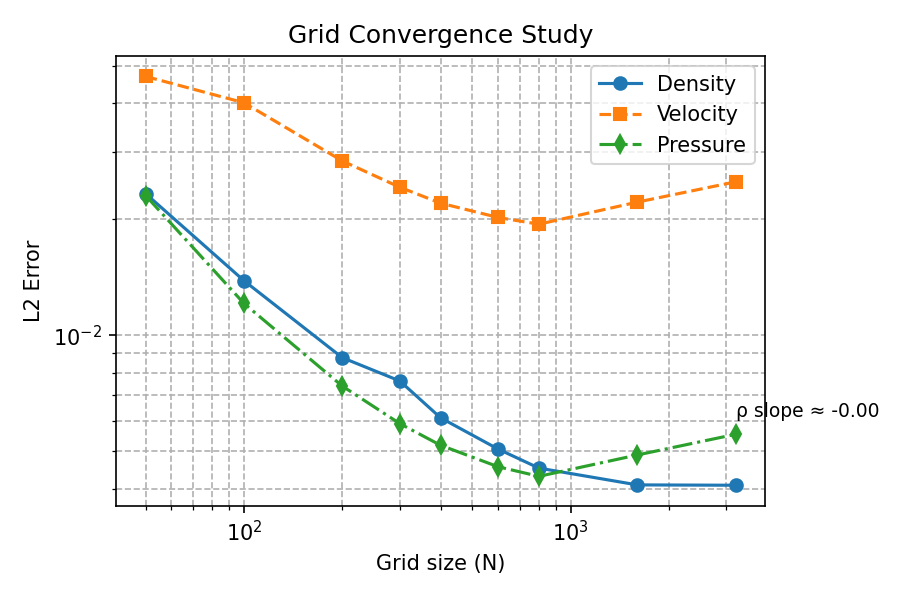 Grid Convergence Study
Density
Velocity
Pressure
L2 Error
10⁻²
ρ slope ≈ -0.00
10²
10³
Grid size (N)